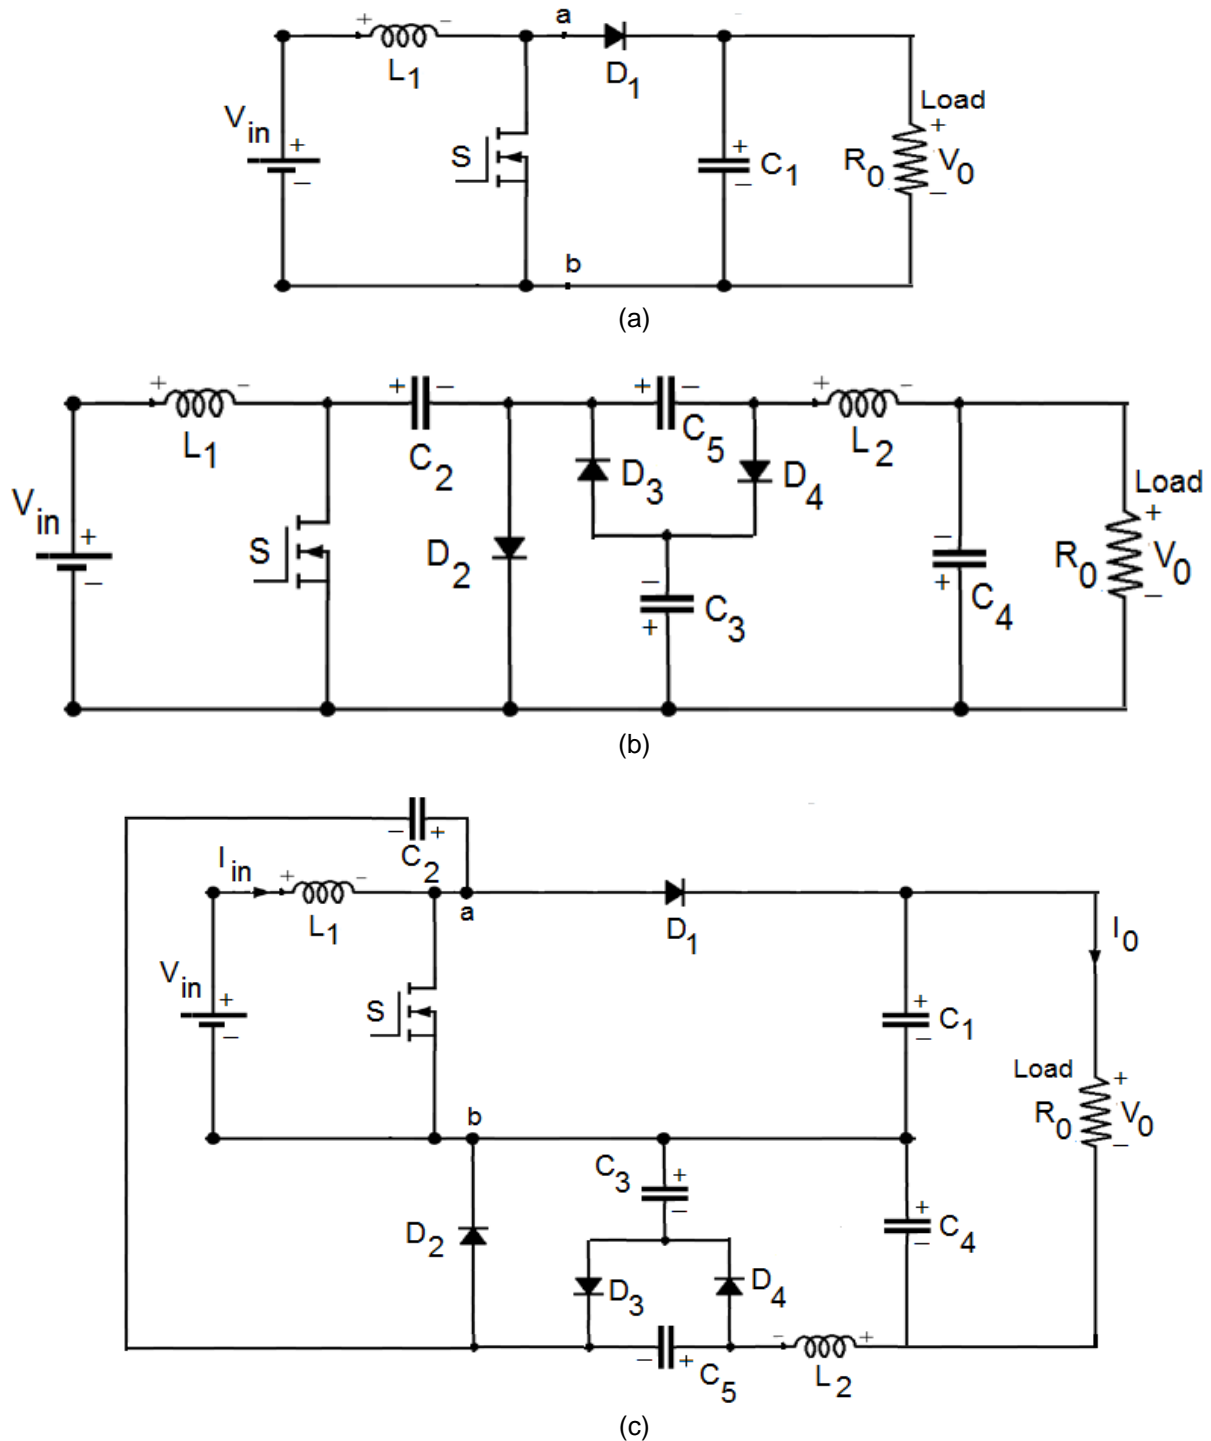 a
+ −
L1
D1
Load
Vin
+
−
S
+
−
C1
R0
+
V0
−
b
(a)
+ −
L1
+ −
C2
+ −
C5
+ −
L2
D3
D4
Vin
+
−
S
D2
−
+
C3
−
+
C4
Load
R0
+
V0
−
(b)
− +
C2
Iin
+ −
L1
a
D1
I0
Vin
+
−
S
+
−
C1
Load
R0
+
V0
−
b
C3
+
−
+
−
C4
D2
D3
D4
− +
C5
− +
L2
(c)